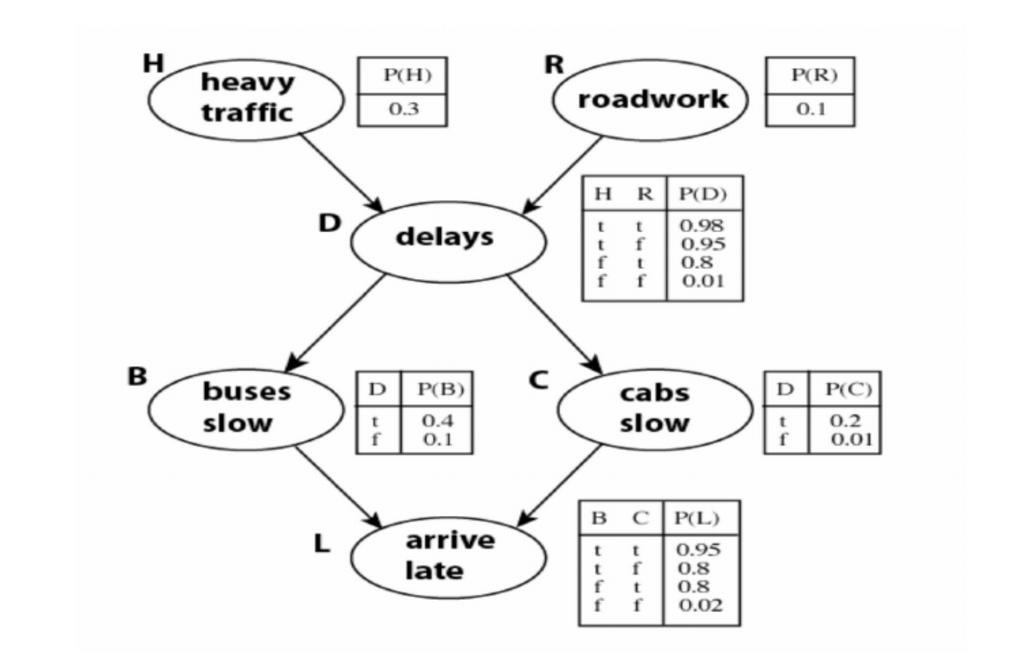 H
heavy
traffic
P(H)
0.3
R
roadwork
P(R)
0.1
D
delays
H R P(D)
t t 0.98
t f 0.95
f t 0.8
f f 0.01
B
buses
slow
D P(B)
t 0.4
f 0.1
C
cabs
slow
D P(C)
t 0.2
f 0.01
L
arrive
late
B C P(L)
t t 0.95
t f 0.8
f t 0.8
f f 0.02